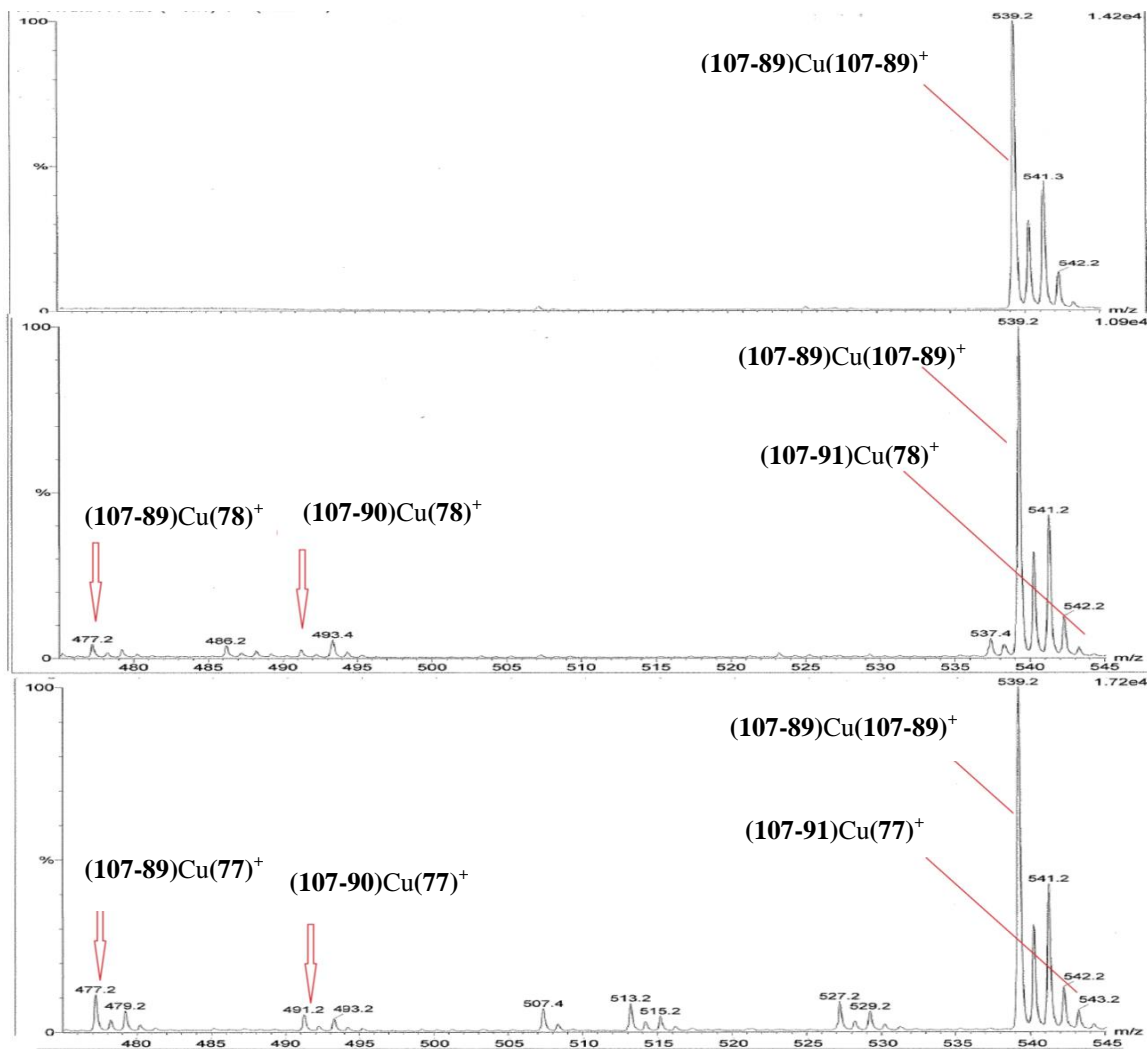 100 539.2 1.42e4
(107-89)Cu(107-89)+
%
541.3
542.2
0
m/z
100 539.2 1.09e4
(107-89)Cu(107-89)+
(107-91)Cu(78)+
%
(107-89)Cu(78)+ (107-90)Cu(78)+
541.2
542.2
477.2 486.2 493.4 537.4
0 m/z
480 485 490 495 500 505 510 515 520 525 530 535 540 545
100 539.2 1.72e4
(107-89)Cu(107-89)+
(107-91)Cu(77)+
%
(107-89)Cu(77)+ (107-90)Cu(77)+
541.2
477.2 479.2 491.2 493.2 507.4 513.2 515.2 527.2 529.2 542.2 543.2
0 m/z
480 485 490 495 500 505 510 515 520 525 530 535 540 545